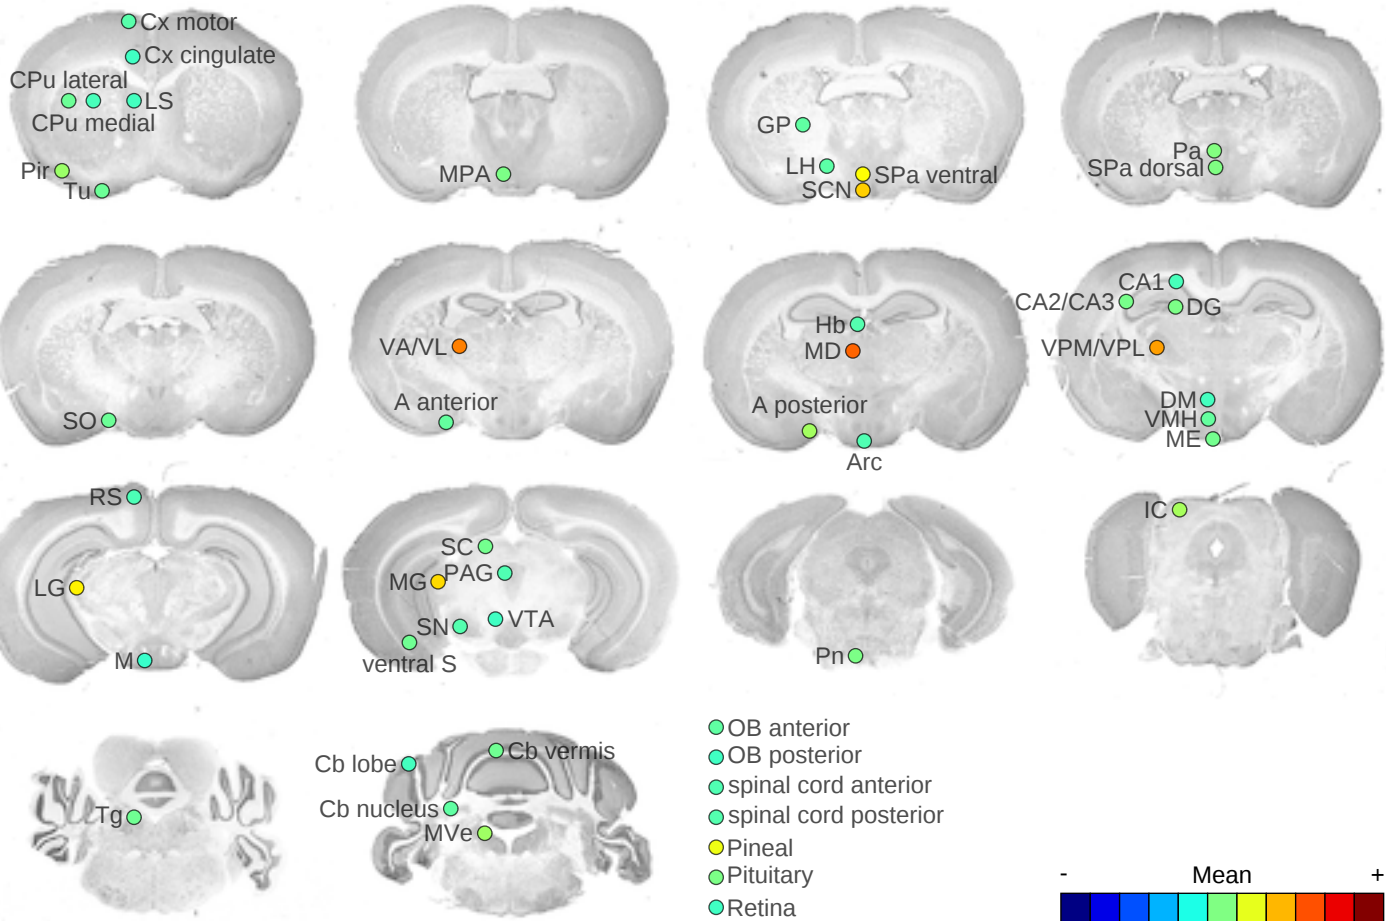 Cx motor
Cx cingulate
CPu lateral
LS
CPu medial
Pir
Tu
MPA
GP
LH
SPa ventral
SCN
Pa
SPa dorsal
SO
VA/VL
A anterior
Hb
MD
A posterior
Arc
CA1
CA2/CA3
DG
VPM/VPL
DM
VMH
ME
RS
LG
M
SC
PAG
MG
SN
VTA
ventral S
Pn
IC
Tg
Cb lobe
Cb vermis
Cb nucleus
MVe
OB anterior
OB posterior
spinal cord anterior
spinal cord posterior
Pineal
Pituitary
Retina
- Mean +